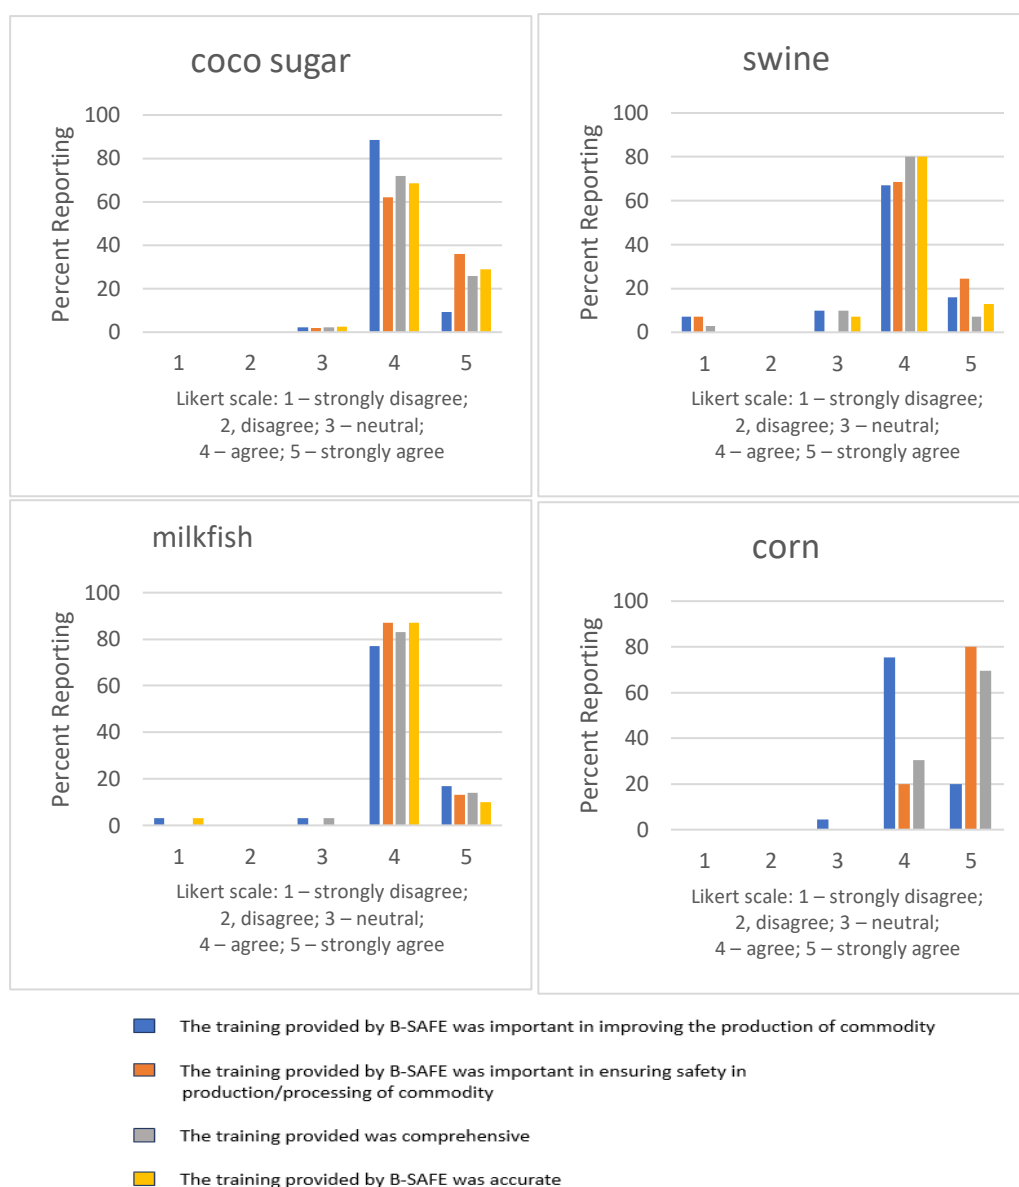 coco sugar
Percent Reporting
100
80
60
40
20
0
1 2 3 4 5
Likert scale: 1 – strongly disagree;
2, disagree; 3 – neutral;
4 – agree; 5 – strongly agree
swine
Percent Reporting
100
80
60
40
20
0
1 2 3 4 5
Likert scale: 1 – strongly disagree;
2, disagree; 3 – neutral;
4 – agree; 5 – strongly agree
milkfish
Percent Reporting
100
80
60
40
20
0
1 2 3 4 5
Likert scale: 1 – strongly disagree;
2, disagree; 3 – neutral;
4 – agree; 5 – strongly agree
corn
Percent Reporting
100
80
60
40
20
0
1 2 3 4 5
Likert scale: 1 – strongly disagree;
2, disagree; 3 – neutral;
4 – agree; 5 – strongly agree
The training provided by B-SAFE was important in improving the production of commodity
The training provided by B-SAFE was important in ensuring safety in
production/processing of commodity
The training provided was comprehensive
The training provided by B-SAFE was accurate